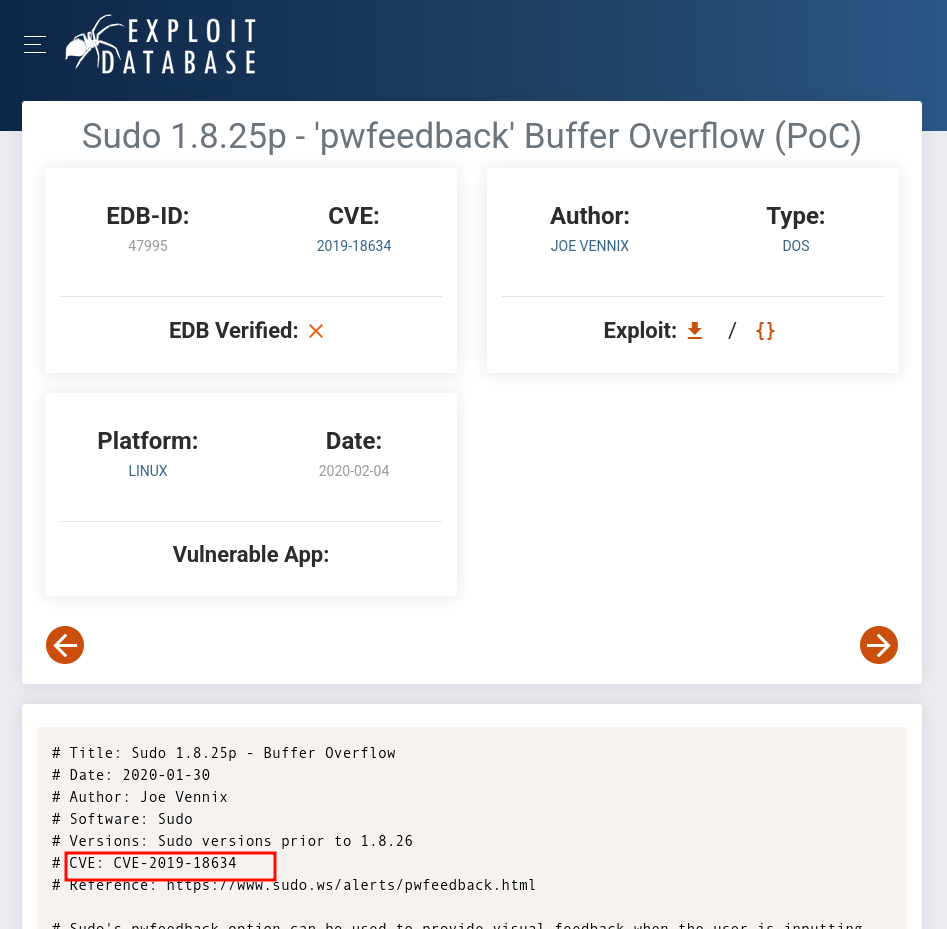 EXPLOIT
DATABASE
Sudo 1.8.25p - 'pwfeedback' Buffer Overflow (PoC)
EDB-ID:
47995
CVE:
2019-18634
EDB Verified:
Author:
JOE VENNIX
Type:
DOS
Exploit: / {}
Platform:
LINUX
Date:
2020-02-04
Vulnerable App:
# Title: Sudo 1.8.25p - Buffer Overflow
# Date: 2020-01-30
# Author: Joe Vennix
# Software: Sudo
# Versions: Sudo versions prior to 1.8.26
# CVE: CVE-2019-18634
# Reference: https://www.sudo.ws/alerts/pwfeedback.html
# Sudo's pwfeedback option can be used to provide visual feedback when the user is inputting